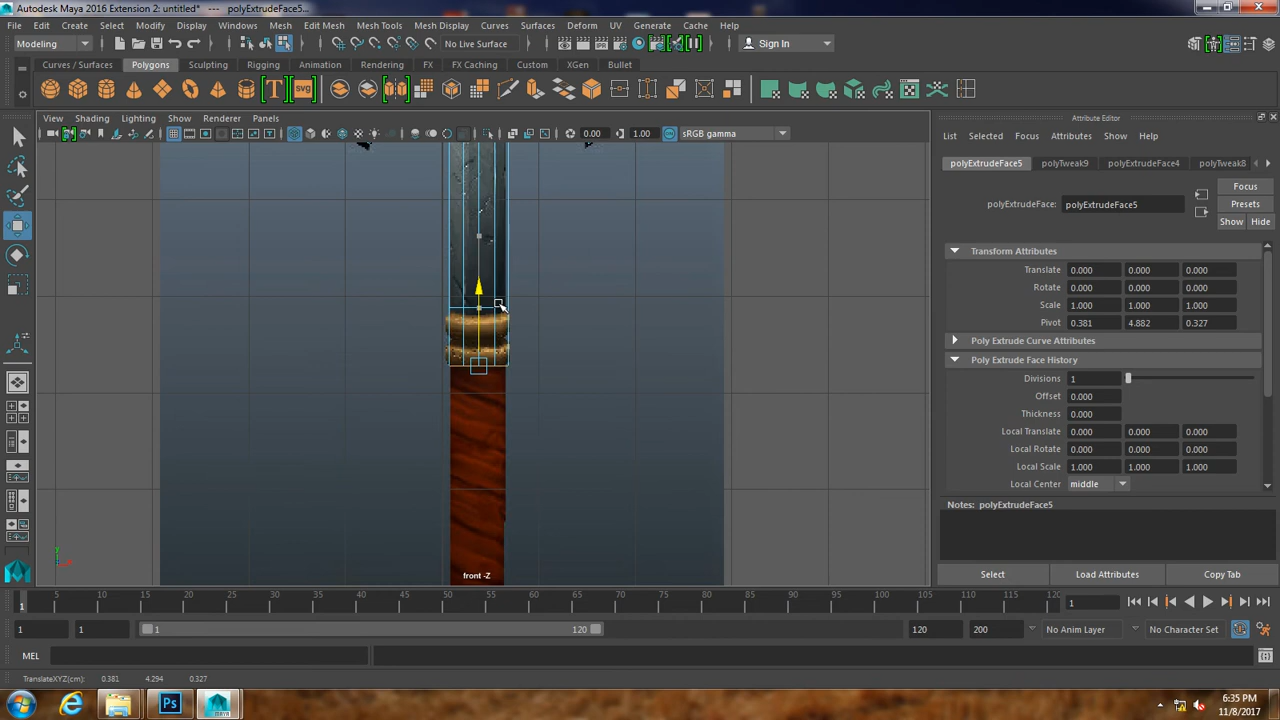 Autodesk Maya 2016 Extension 2: untitled* --- polyExtrudeFace5...
File Edit Create Select Modify Display Windows Mesh Edit Mesh Mesh Tools Mesh Display Curves Surfaces Deform UV Generate Cache Help
Modeling No Live Surface Sign In
Curves / Surfaces Polygons Sculpting Rigging Animation Rendering FX FX Caching Custom XGen Bullet
T SVG
View Shading Lighting Show Renderer Panels
0.00 1.00 sRGB gamma
Attribute Editor
List Selected Focus Attributes Show Help
polyExtrudeFace5 polyTweak9 polyExtrudeFace4 polyTweak8
Focus
polyExtrudeFace: polyExtrudeFace5 Presets
Show Hide
Transform Attributes
Translate 0.000 0.000 0.000
Rotate 0.000 0.000 0.000
Scale 1.000 1.000 1.000
Pivot 0.381 4.882 0.327
Poly Extrude Curve Attributes
Poly Extrude Face History
Divisions 1
Offset 0.000
Thickness 0.000
Local Translate 0.000 0.000 0.000
Local Rotate 0.000 0.000 0.000
Local Scale 1.000 1.000 1.000
Local Center middle
Notes: polyExtrudeFace5
Select Load Attributes Copy Tab
y
front -Z
5 10 15 20 25 30 35 40 45 50 55 60 65 70 75 80 85 90 95 100 105 110 115 120
1 1
1 1 1 120 120 200 No Anim Layer No Character Set
MEL
TranslateXYZ(cm): 0.381 4.294 0.327
Ps
6:35 PM
11/8/2017